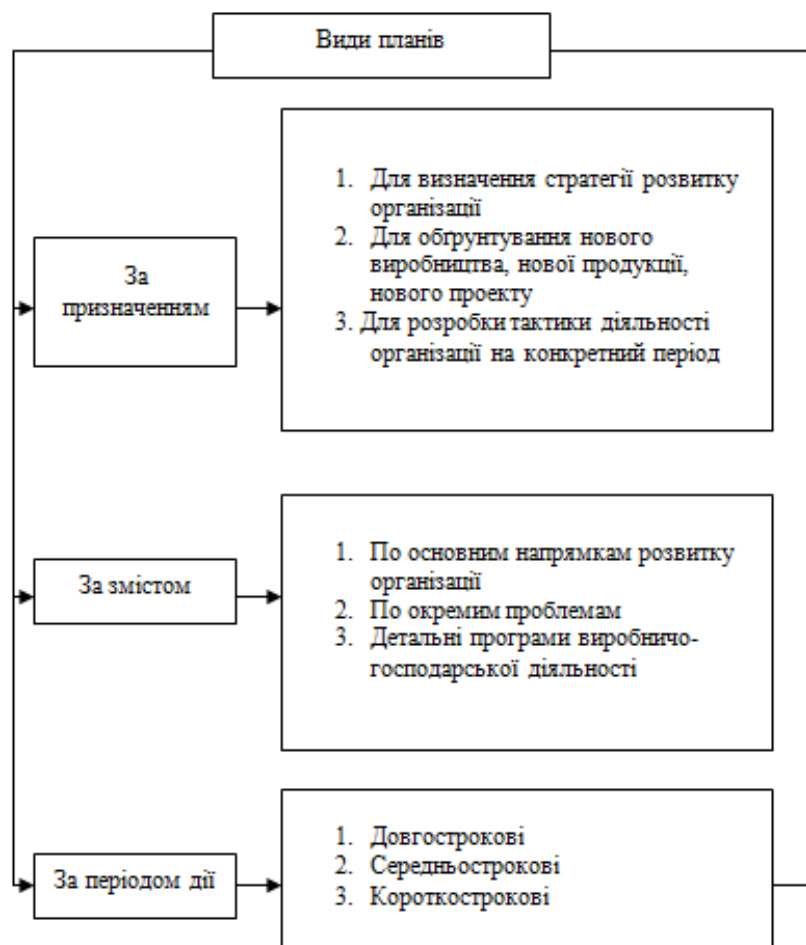 Види планів
За
призначенням
1. Для визначення стратегії розвитку
організації
2. Для обґрунтування нового
виробництва, нової продукції,
нового проекту
3. Для розробки тактики діяльності
організації на конкретний період
За змістом
1. По основним напрямкам розвитку
організації
2. По окремим проблемам
3. Детальні програми виробничо-
господарської діяльності
За періодом дії
1. Довгострокові
2. Середньострокові
3. Короткострокові